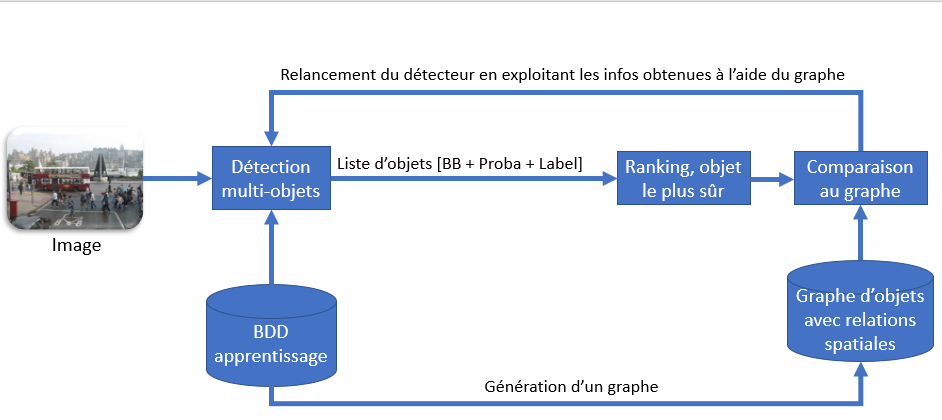 Relancement du détecteur en exploitant les infos obtenues à l’aide du graphe
Détection
multi-objets
Liste d’objets [BB + Proba + Label]
Ranking, objet
le plus sûr
Comparaison
au graphe
Image
BDD
apprentissage
Graphe d’objets
avec relations
spatiales
Génération d’un graphe